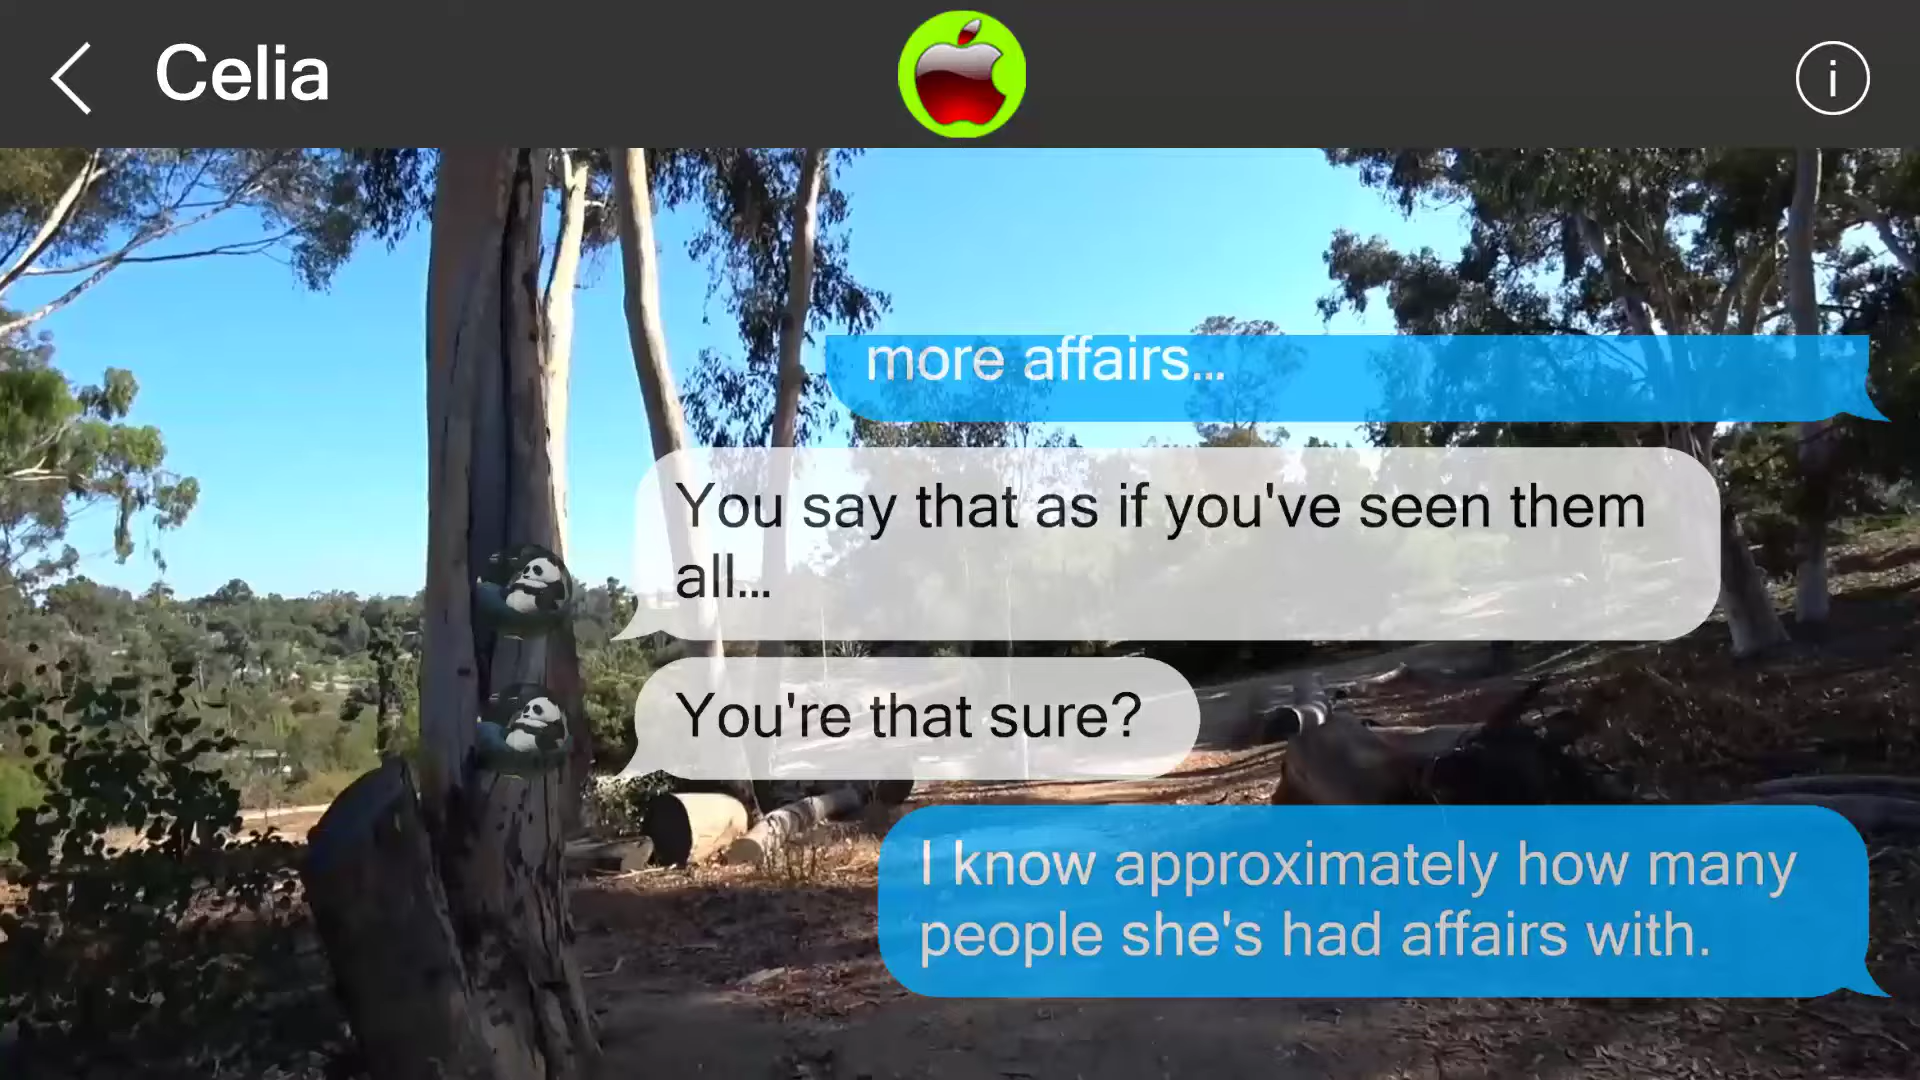 Celia
i
more affairs...
You say that as if you've seen them
all...
You're that sure?
I know approximately how many
people she's had affairs with.